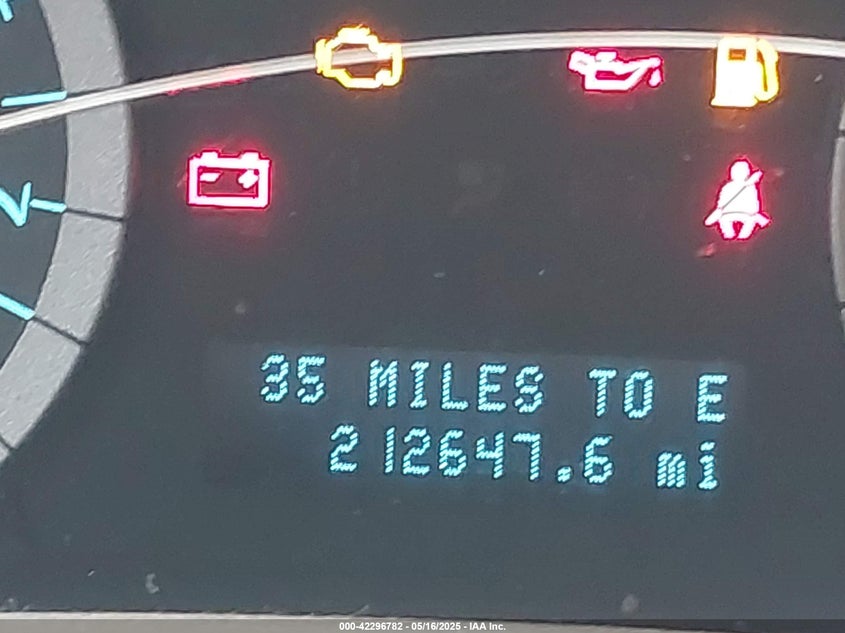 35 MILES TO E
212647.6 mi
000-42296782 - 05/16/2025 - IAA Inc.